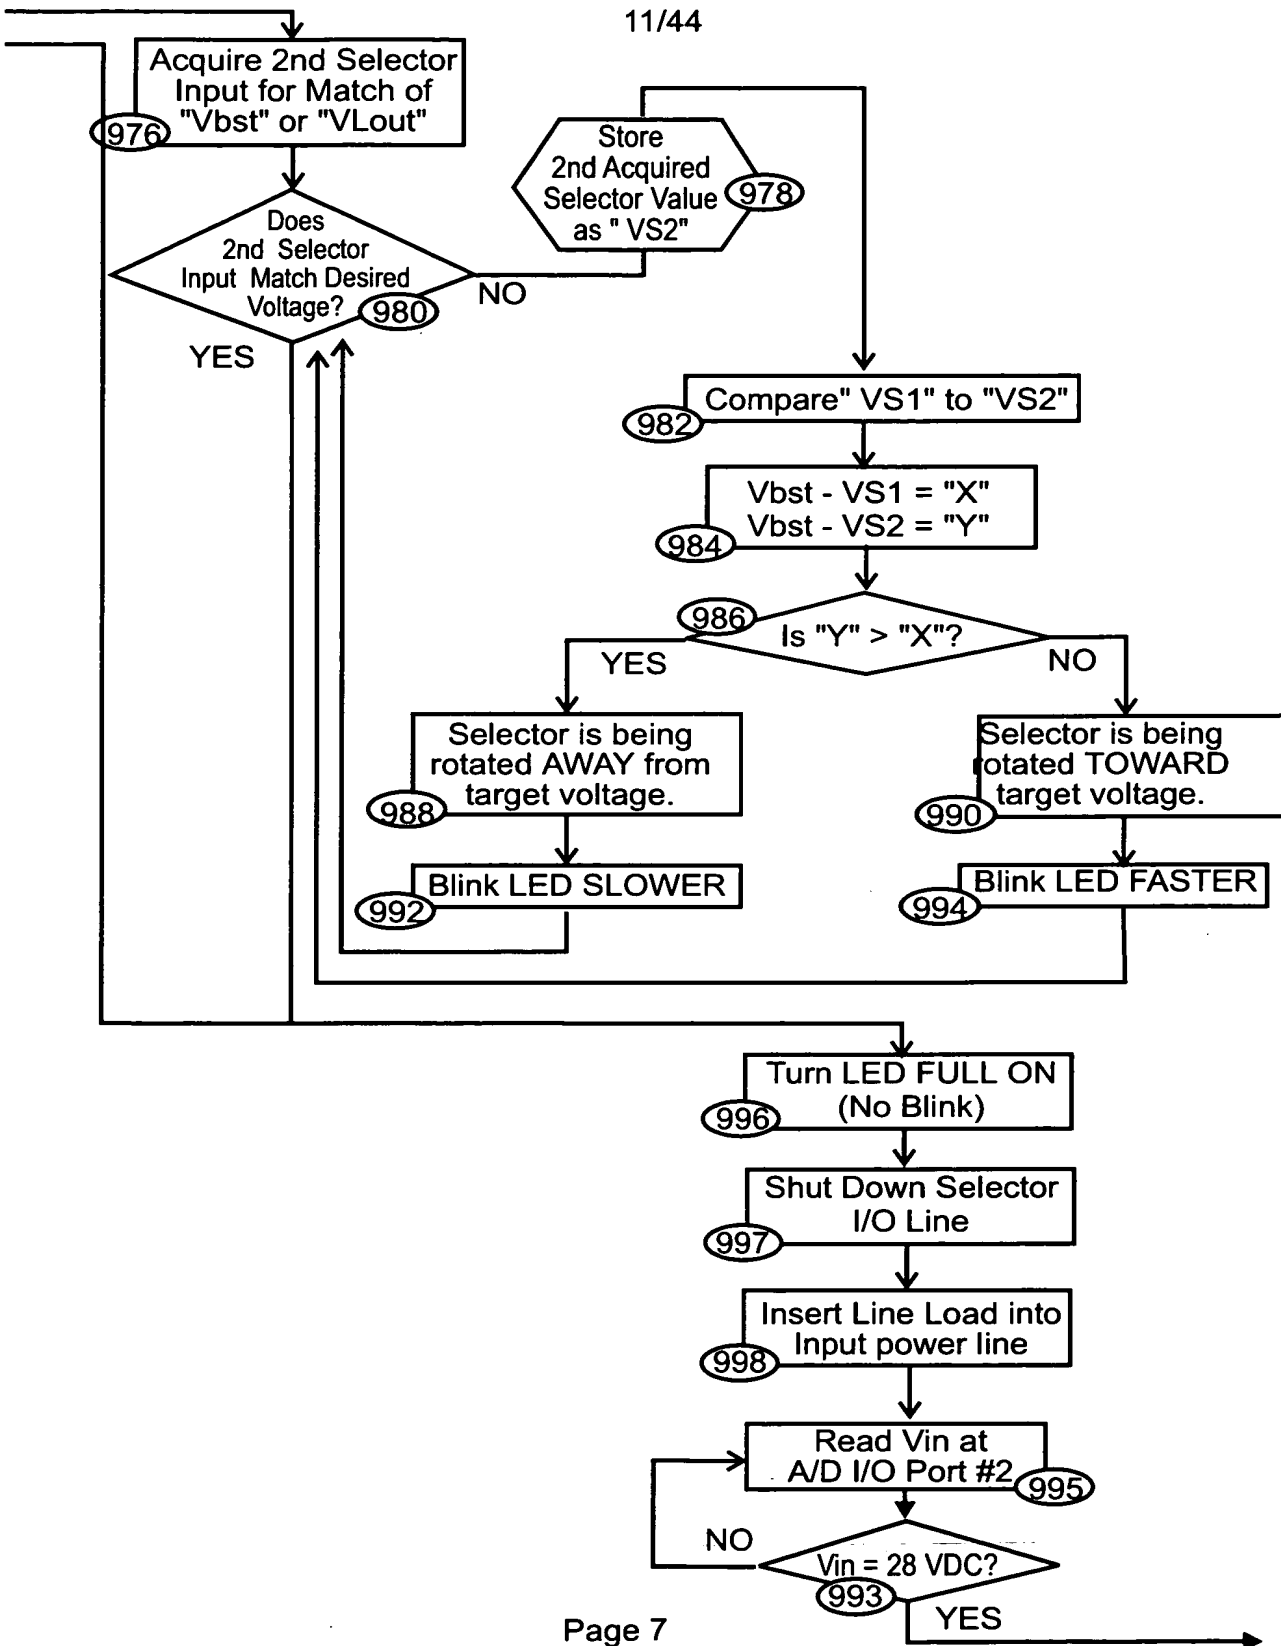 11/44
Acquire 2nd Selector
Input for Match of
"Vbst" or "VLout"
976
Store
2nd Acquired
Selector Value
as " VS2"
978
Does
2nd Selector
Input Match Desired
Voltage?
980
NO
YES
Compare" VS1" to "VS2"
982
Vbst - VS1 = "X"
Vbst - VS2 = "Y"
984
986
Is "Y" > "X"?
YES
NO
Selector is being
rotated AWAY from
target voltage.
988
Selector is being
rotated TOWARD
target voltage.
990
Blink LED SLOWER
992
Blink LED FASTER
994
Turn LED FULL ON
(No Blink)
996
Shut Down Selector
I/O Line
997
Insert Line Load into
Input power line
998
Read Vin at
A/D I/O Port #2
995
NO
Vin = 28 VDC?
993
YES
Page 7